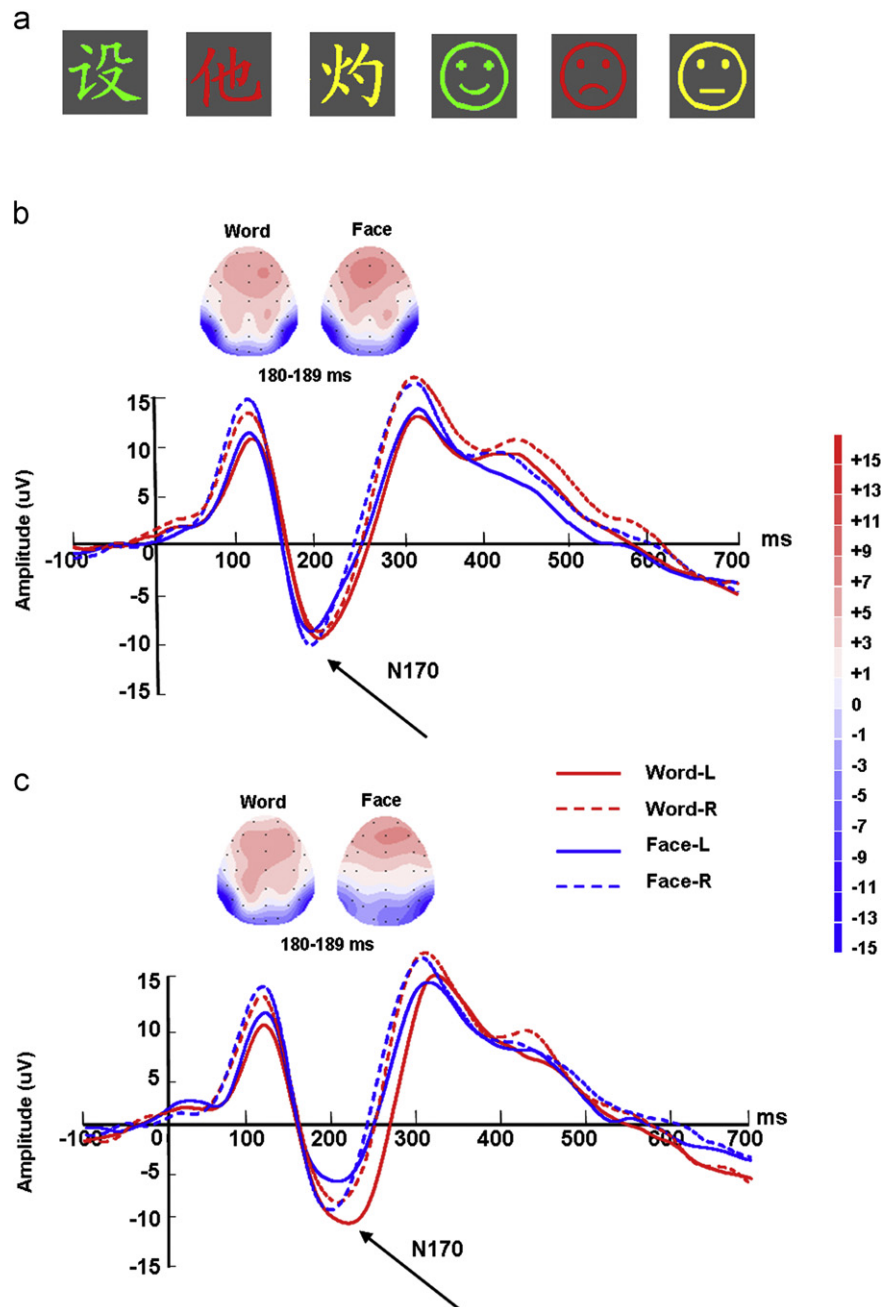 a
设 他 灼
b
Word Face
180-189 ms
15
10
5
0
-5
-10
-15
Amplitude (uV)
-100 100 200 300 400 500 600 700 ms
N170
+15
+13
+11
+9
+7
+5
+3
+1
0
-1
-3
-5
-7
-9
-11
-13
-15
Word-L
Word-R
Face-L
Face-R
c
Word Face
180-189 ms
15
10
5
0
-5
-10
-15
Amplitude (uV)
-100 100 200 300 400 500 600 700 ms
N170